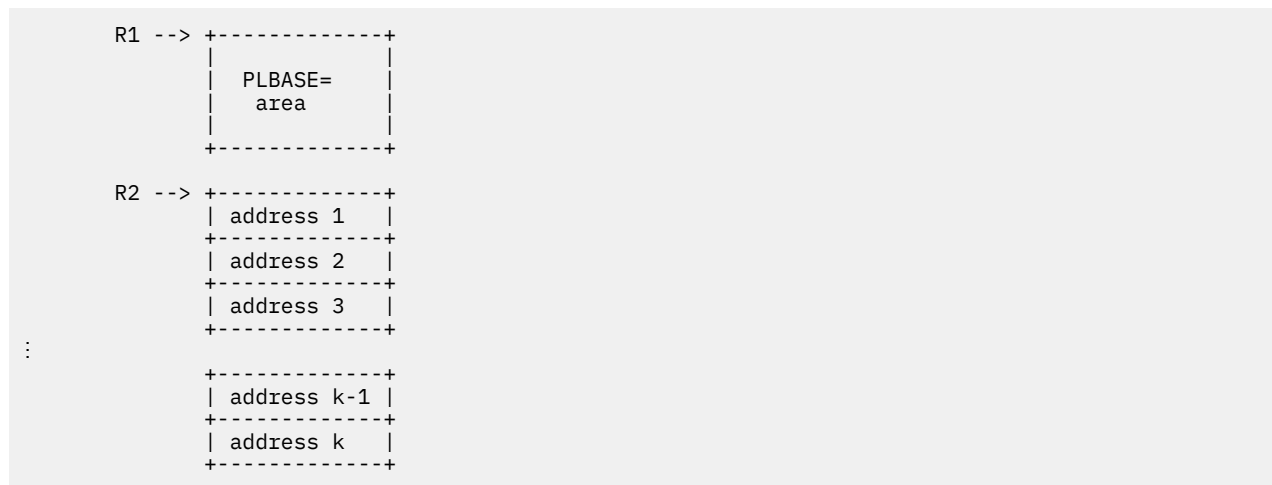 R1 --> +-------------+
| |
| PLBASE= |
| area |
| |
+-------------+
R2 --> +-------------+
| address 1 |
+-------------+
| address 2 |
+-------------+
| address 3 |
+-------------+
⋮
+-------------+
| address k-1 |
+-------------+
| address k |
+-------------+